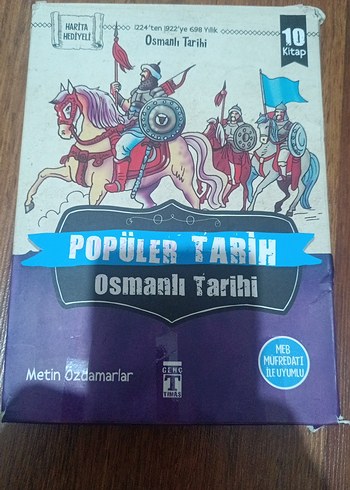 HARİTA
HEDİYELİ
1224'ten 1922'ye 698 Yıllık
Osmanlı Tarihi
10
Kitap
POPÜLER TARİH
Osmanlı Tarihi
MEB
MÜFREDATI
İLE UYUMLU
Metin Özdamarlar
GENÇ
T
TİMAŞ